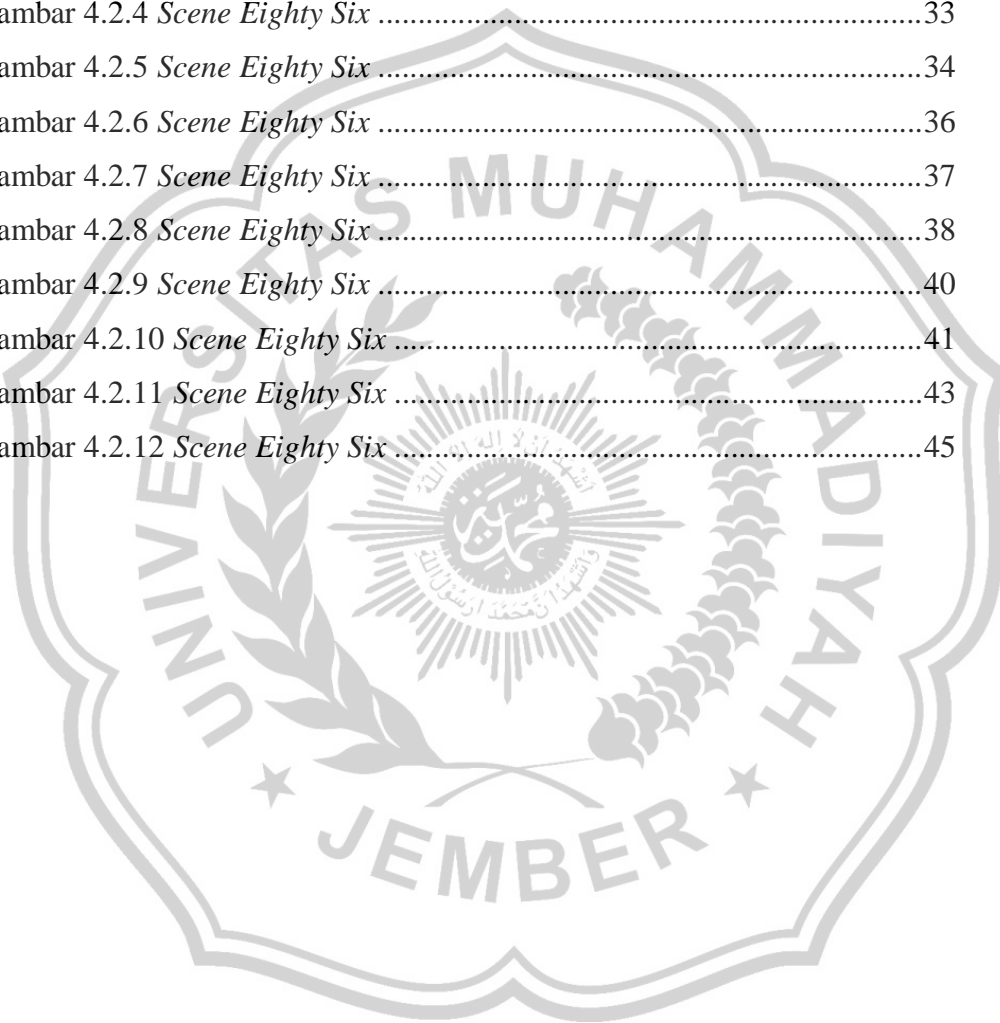 ambar 4.2.4 Scene Eighty Six ....................................................................................33
ambar 4.2.5 Scene Eighty Six ....................................................................................34
ambar 4.2.6 Scene Eighty Six ....................................................................................36
ambar 4.2.7 Scene Eighty Six ....................................................................................37
ambar 4.2.8 Scene Eighty Six ....................................................................................38
ambar 4.2.9 Scene Eighty Six ....................................................................................40
ambar 4.2.10 Scene Eighty Six ..................................................................................41
ambar 4.2.11 Scene Eighty Six ..................................................................................43
ambar 4.2.12 Scene Eighty Six ..................................................................................45
UNIVERSITAS MUHAMMADIYAH
JEMBER